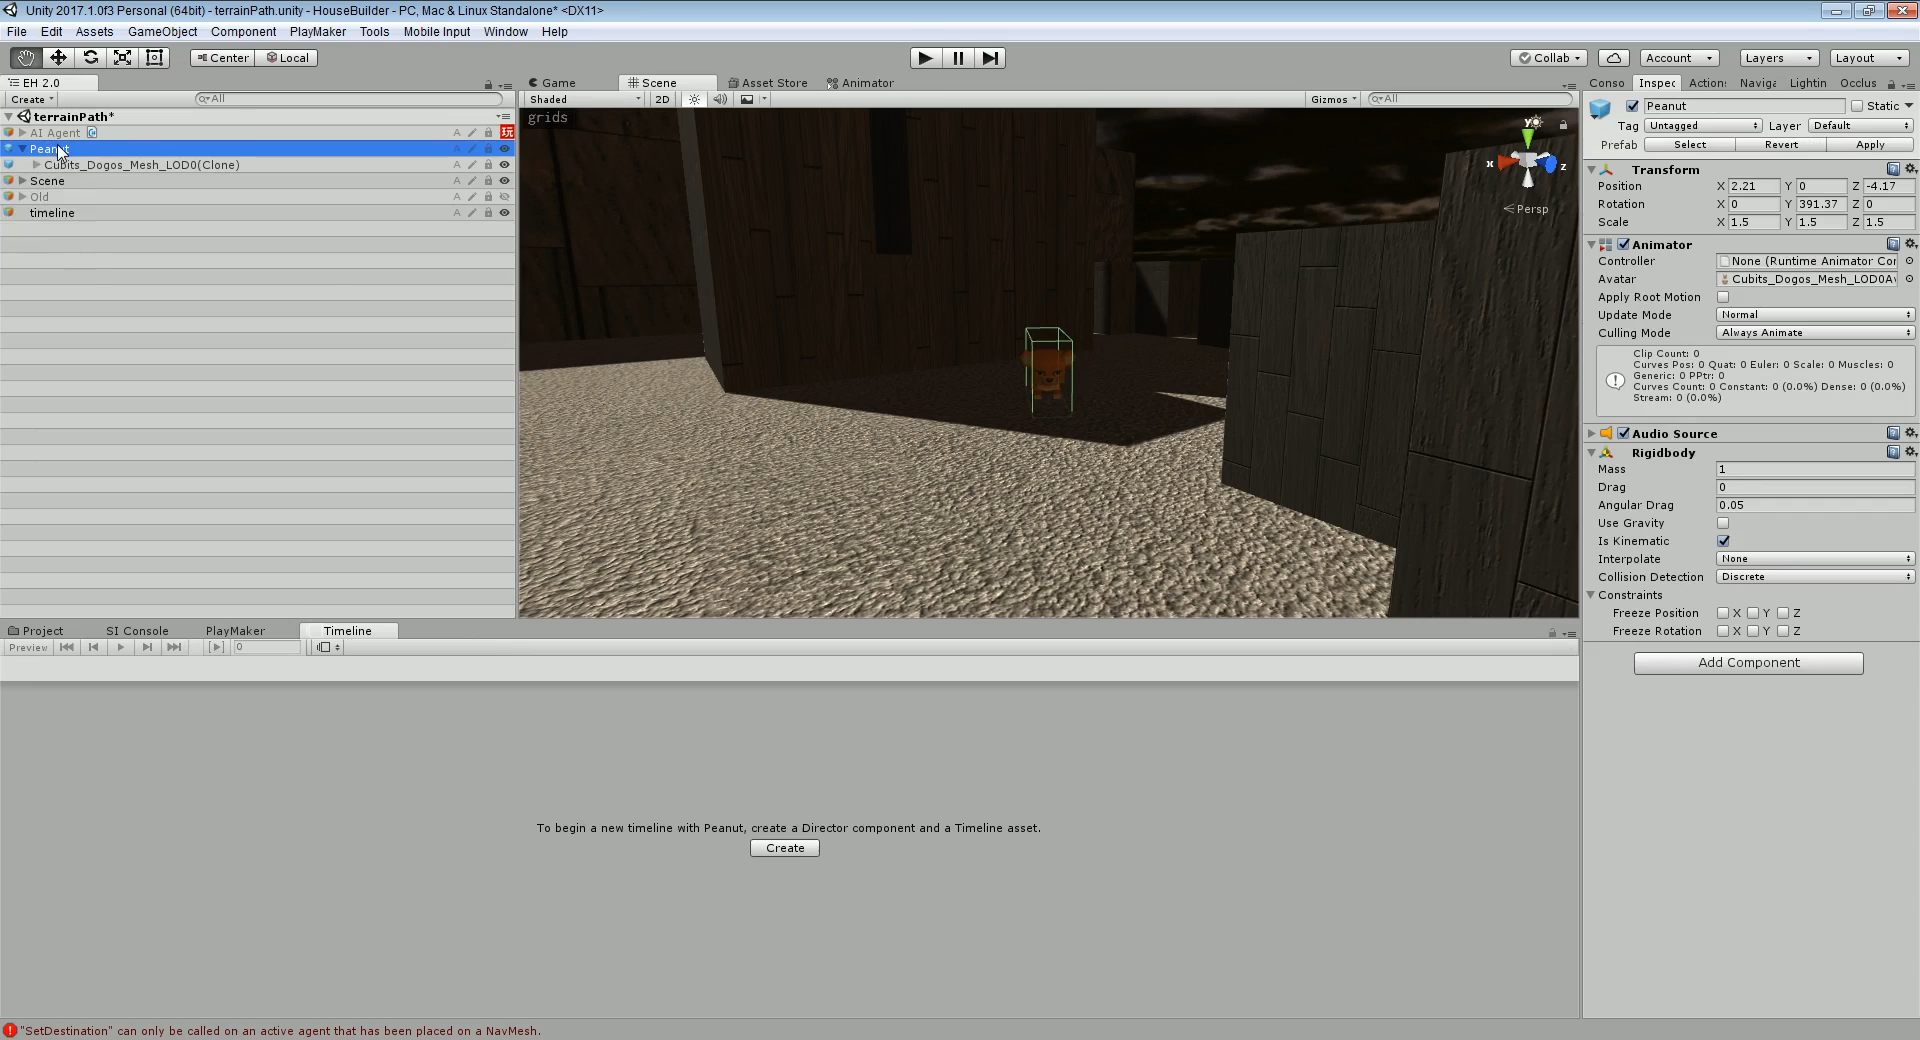 Unity 2017.1.0f3 Personal (64bit) - terrainPath.unity - HouseBuilder - PC, Mac & Linux Standalone* <DX11>
File Edit Assets GameObject Component PlayMaker Tools Mobile Input Window Help
Center Local Collab Account Layers Layout
EH 2.0 Game Scene Asset Store Animator Conso Inspec Action Naviga Lightin Occlus
Create All Shaded 2D Gizmos All
grids
terrainPath*
AI Agent A 玩
Peanut A
Cubits_Dogos_Mesh_LOD0(Clone) A
Scene A
Old A
timeline A
y
x
z
Persp
Peanut Static
Tag Untagged Layer Default
Prefab Select Revert Apply
Transform
Position X 2.21 Y 0 Z -4.17
Rotation X 0 Y 391.37 Z 0
Scale X 1.5 Y 1.5 Z 1.5
Animator
Controller None (Runtime Animator Cor
Avatar Cubits_Dogos_Mesh_LOD0A
Apply Root Motion
Update Mode Normal
Culling Mode Always Animate
Clip Count: 0
Curves Pos: 0 Quat: 0 Euler: 0 Scale: 0 Muscles: 0
Generic: 0 PPtr: 0
Curves Count: 0 Constant: 0 (0.0%) Dense: 0 (0.0%)
Stream: 0 (0.0%)
Audio Source
Rigidbody
Mass 1
Drag 0
Angular Drag 0.05
Use Gravity
Is Kinematic
Interpolate None
Collision Detection Discrete
Constraints
Freeze Position X Y Z
Freeze Rotation X Y Z
Add Component
Project SI Console PlayMaker Timeline
Preview 0
To begin a new timeline with Peanut, create a Director component and a Timeline asset.
Create
"SetDestination" can only be called on an active agent that has been placed on a NavMesh.